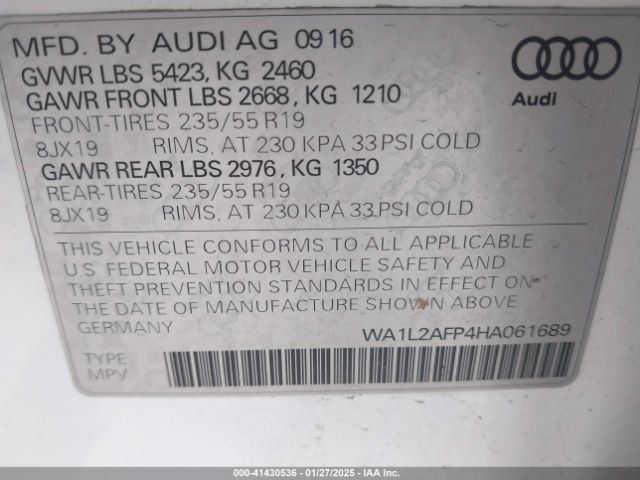 MFD. BY AUDI AG 09 16
GVWR LBS 5423, KG 2460
GAWR FRONT LBS 2668, KG 1210
FRONT-TIRES 235/55 R19
8JX19 RIMS, AT 230 KPA 33 PSI COLD
GAWR REAR LBS 2976, KG 1350
REAR-TIRES 235/55 R19
8JX19 RIMS, AT 230 KPA 33 PSI COLD
Audi
THIS VEHICLE CONFORMS TO ALL APPLICABLE
U.S. FEDERAL MOTOR VEHICLE SAFETY AND
THEFT PREVENTION STANDARDS IN EFFECT ON
THE DATE OF MANUFACTURE SHOWN ABOVE
GERMANY WA1L2AFP4HA061689
TYPE
MPV
000-41430536 - 01/27/2025 - IAAI.COM